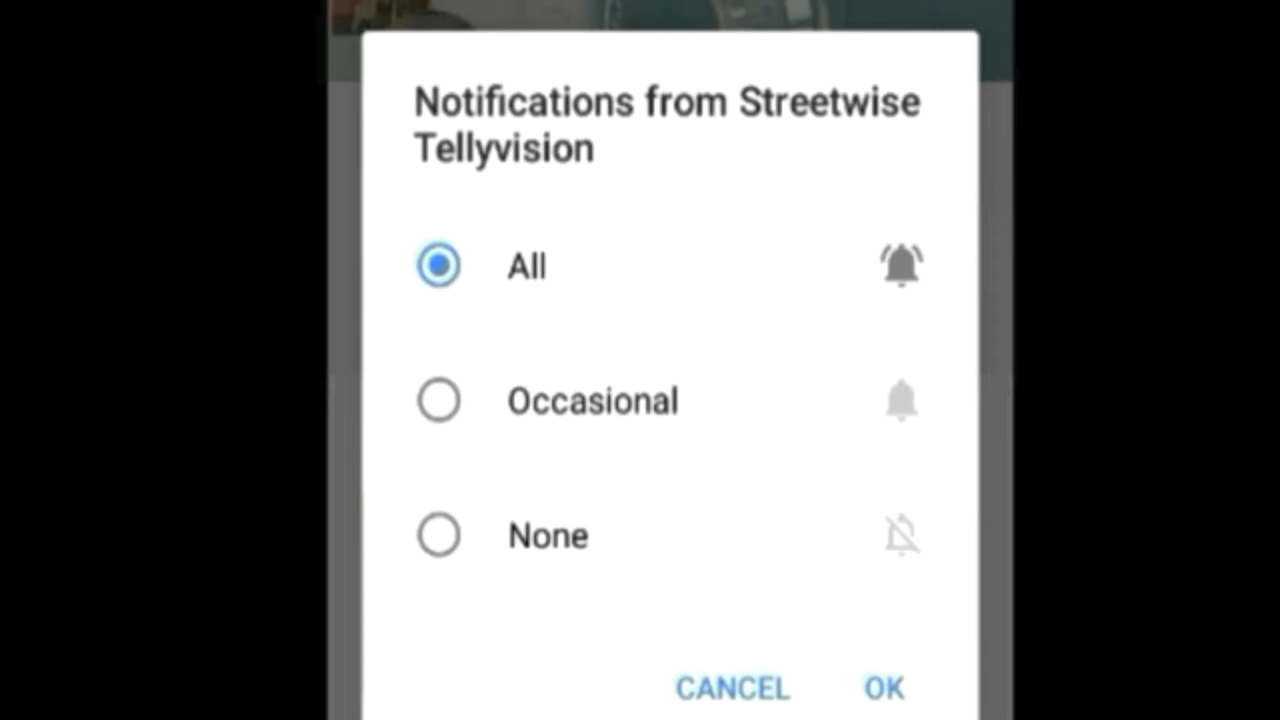 Notifications from Streetwise
Tellyvision
All
Occasional
None
CANCEL
OK